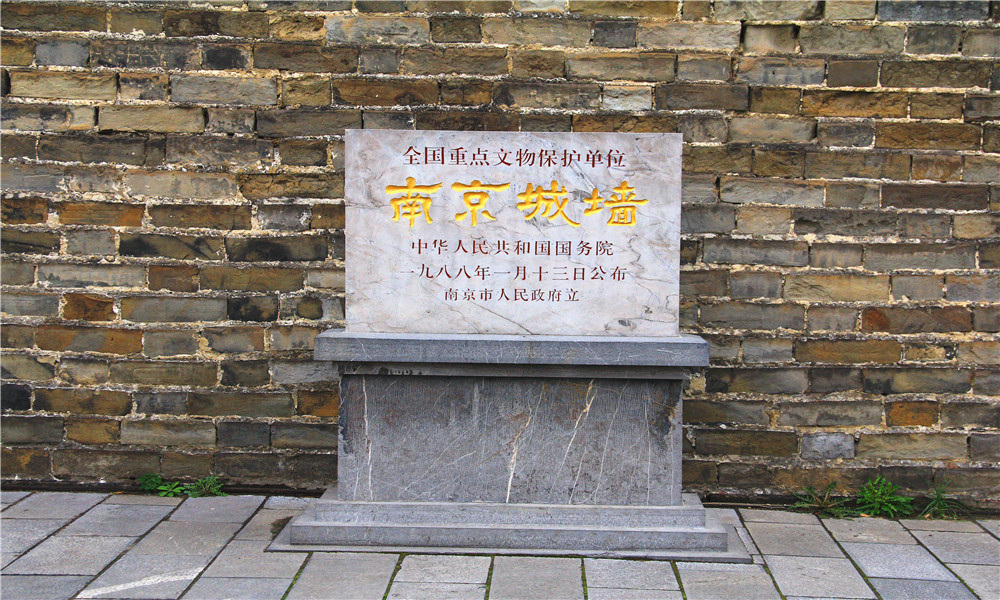 全国重点文物保护单位
南京城墙
中华人民共和国国务院
一九八八年一月十三日公布
南京市人民政府立